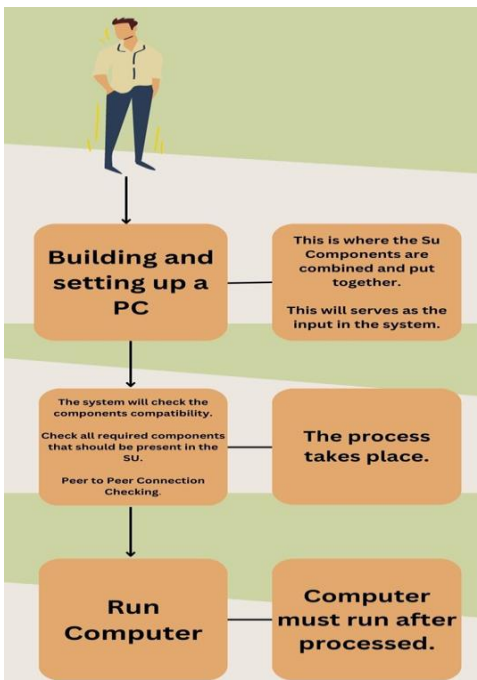 Building and
setting up a
PC
This is where the Su
Components are
combined and put
together.
This will serves as the
input in the system.
The system will check the
components compatibility.
Check all required components
that should be present in the
SU.
Peer to Peer Connection
Checking.
The process
takes place.
Run
Computer
Computer
must run after
processed.